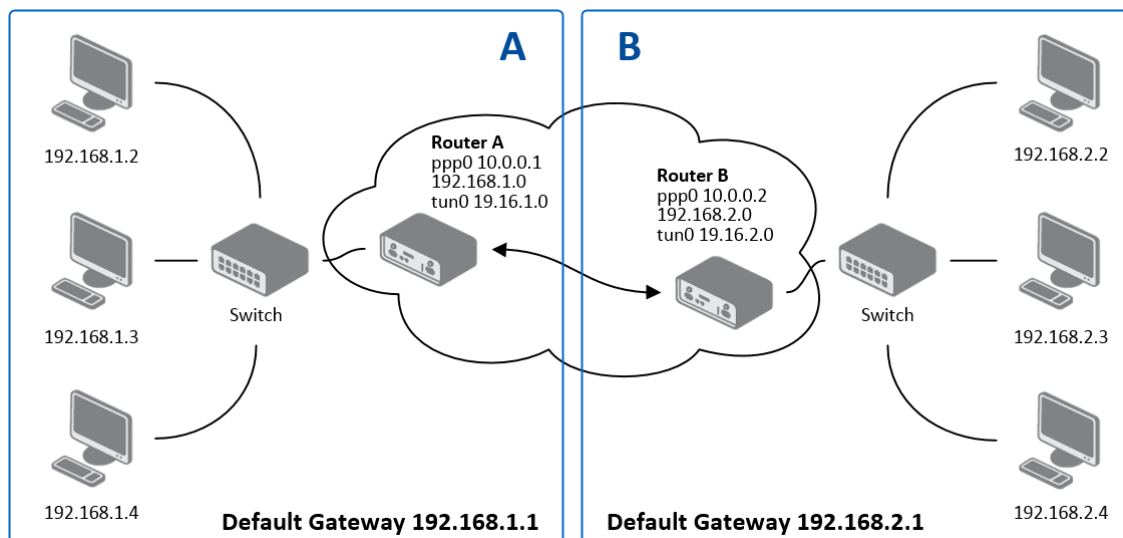 A
B
Router A
ppp0 10.0.0.1
192.168.1.0
tun0 19.16.1.0
Router B
ppp0 10.0.0.2
192.168.2.0
tun0 19.16.2.0
192.168.1.2
192.168.2.2
Switch
Switch
192.168.1.3
192.168.2.3
192.168.1.4
192.168.2.4
Default Gateway 192.168.1.1
Default Gateway 192.168.2.1